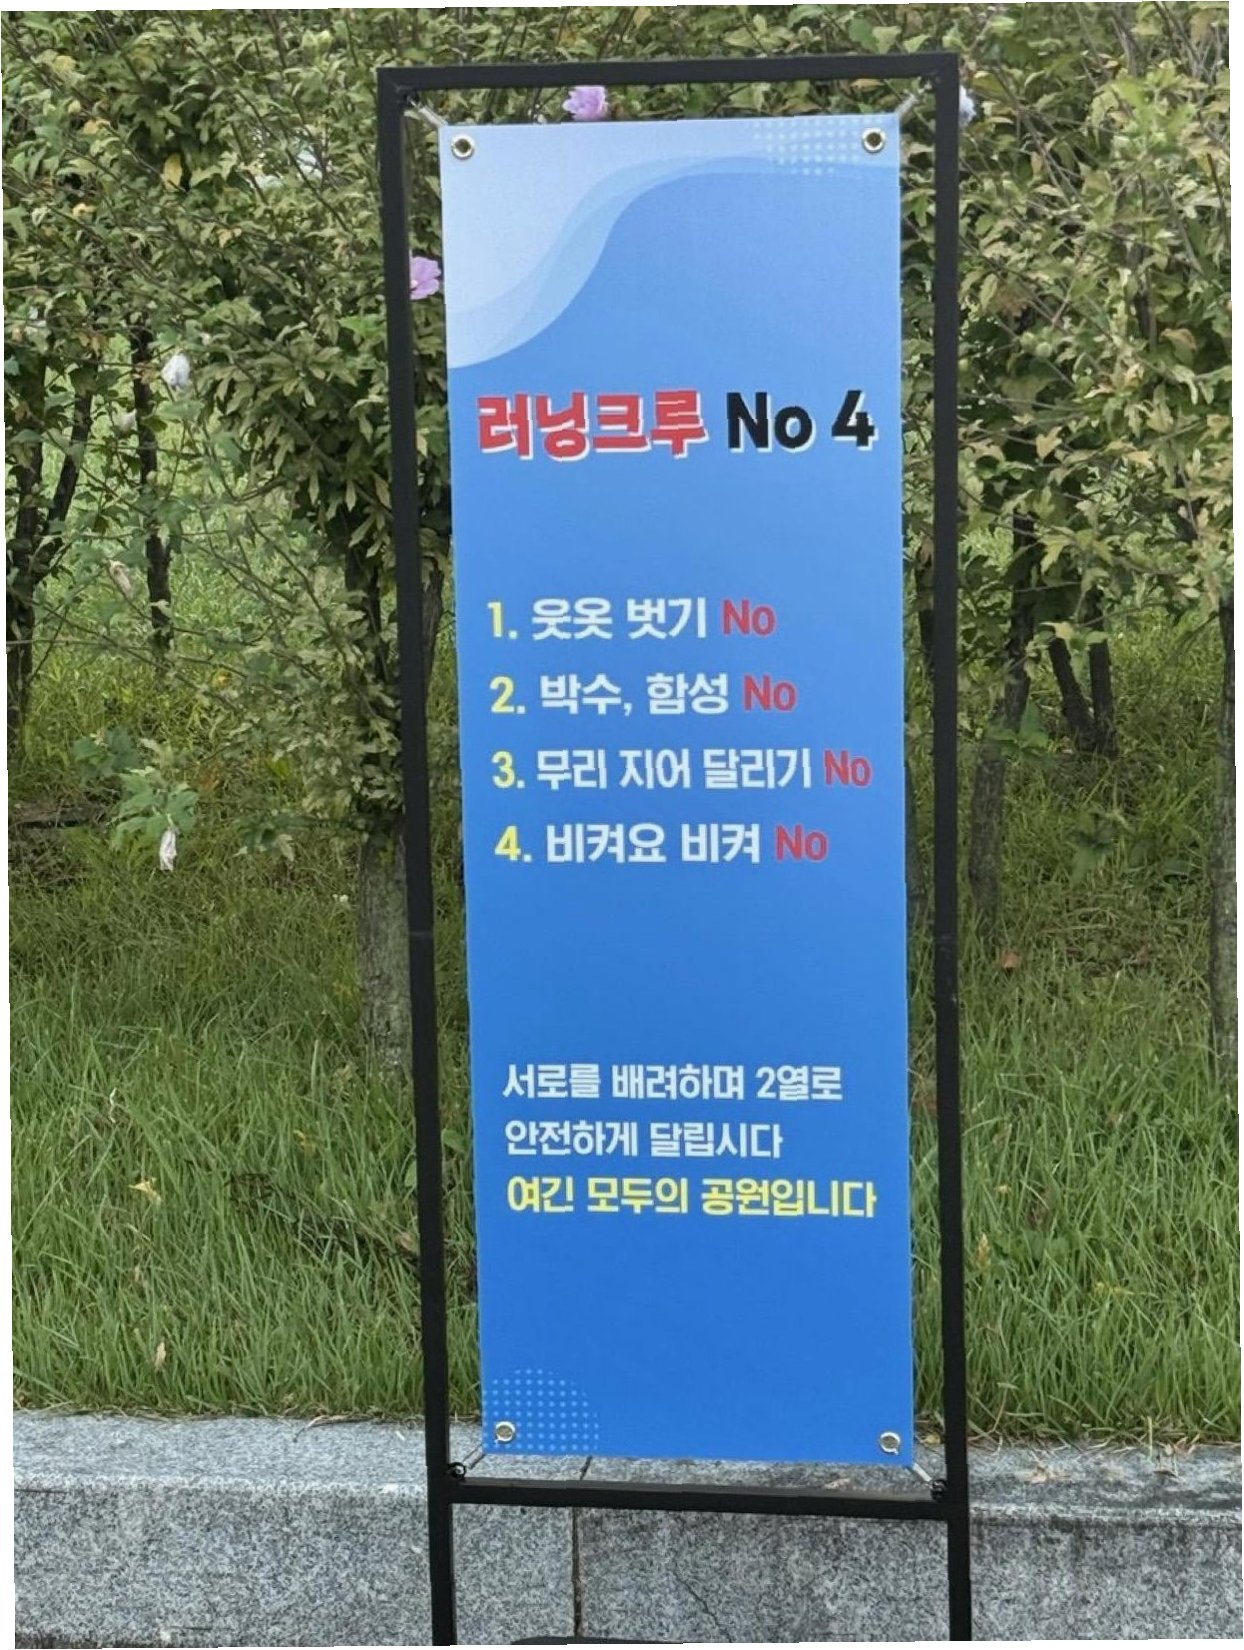 러닝크루 No 4
1. 웃옷 벗기 No
2. 박수, 함성 No
3. 무리 지어 달리기 No
4. 비켜요 비켜 No
서로를 배려하며 2열로
안전하게 달립시다
여긴 모두의 공원입니다